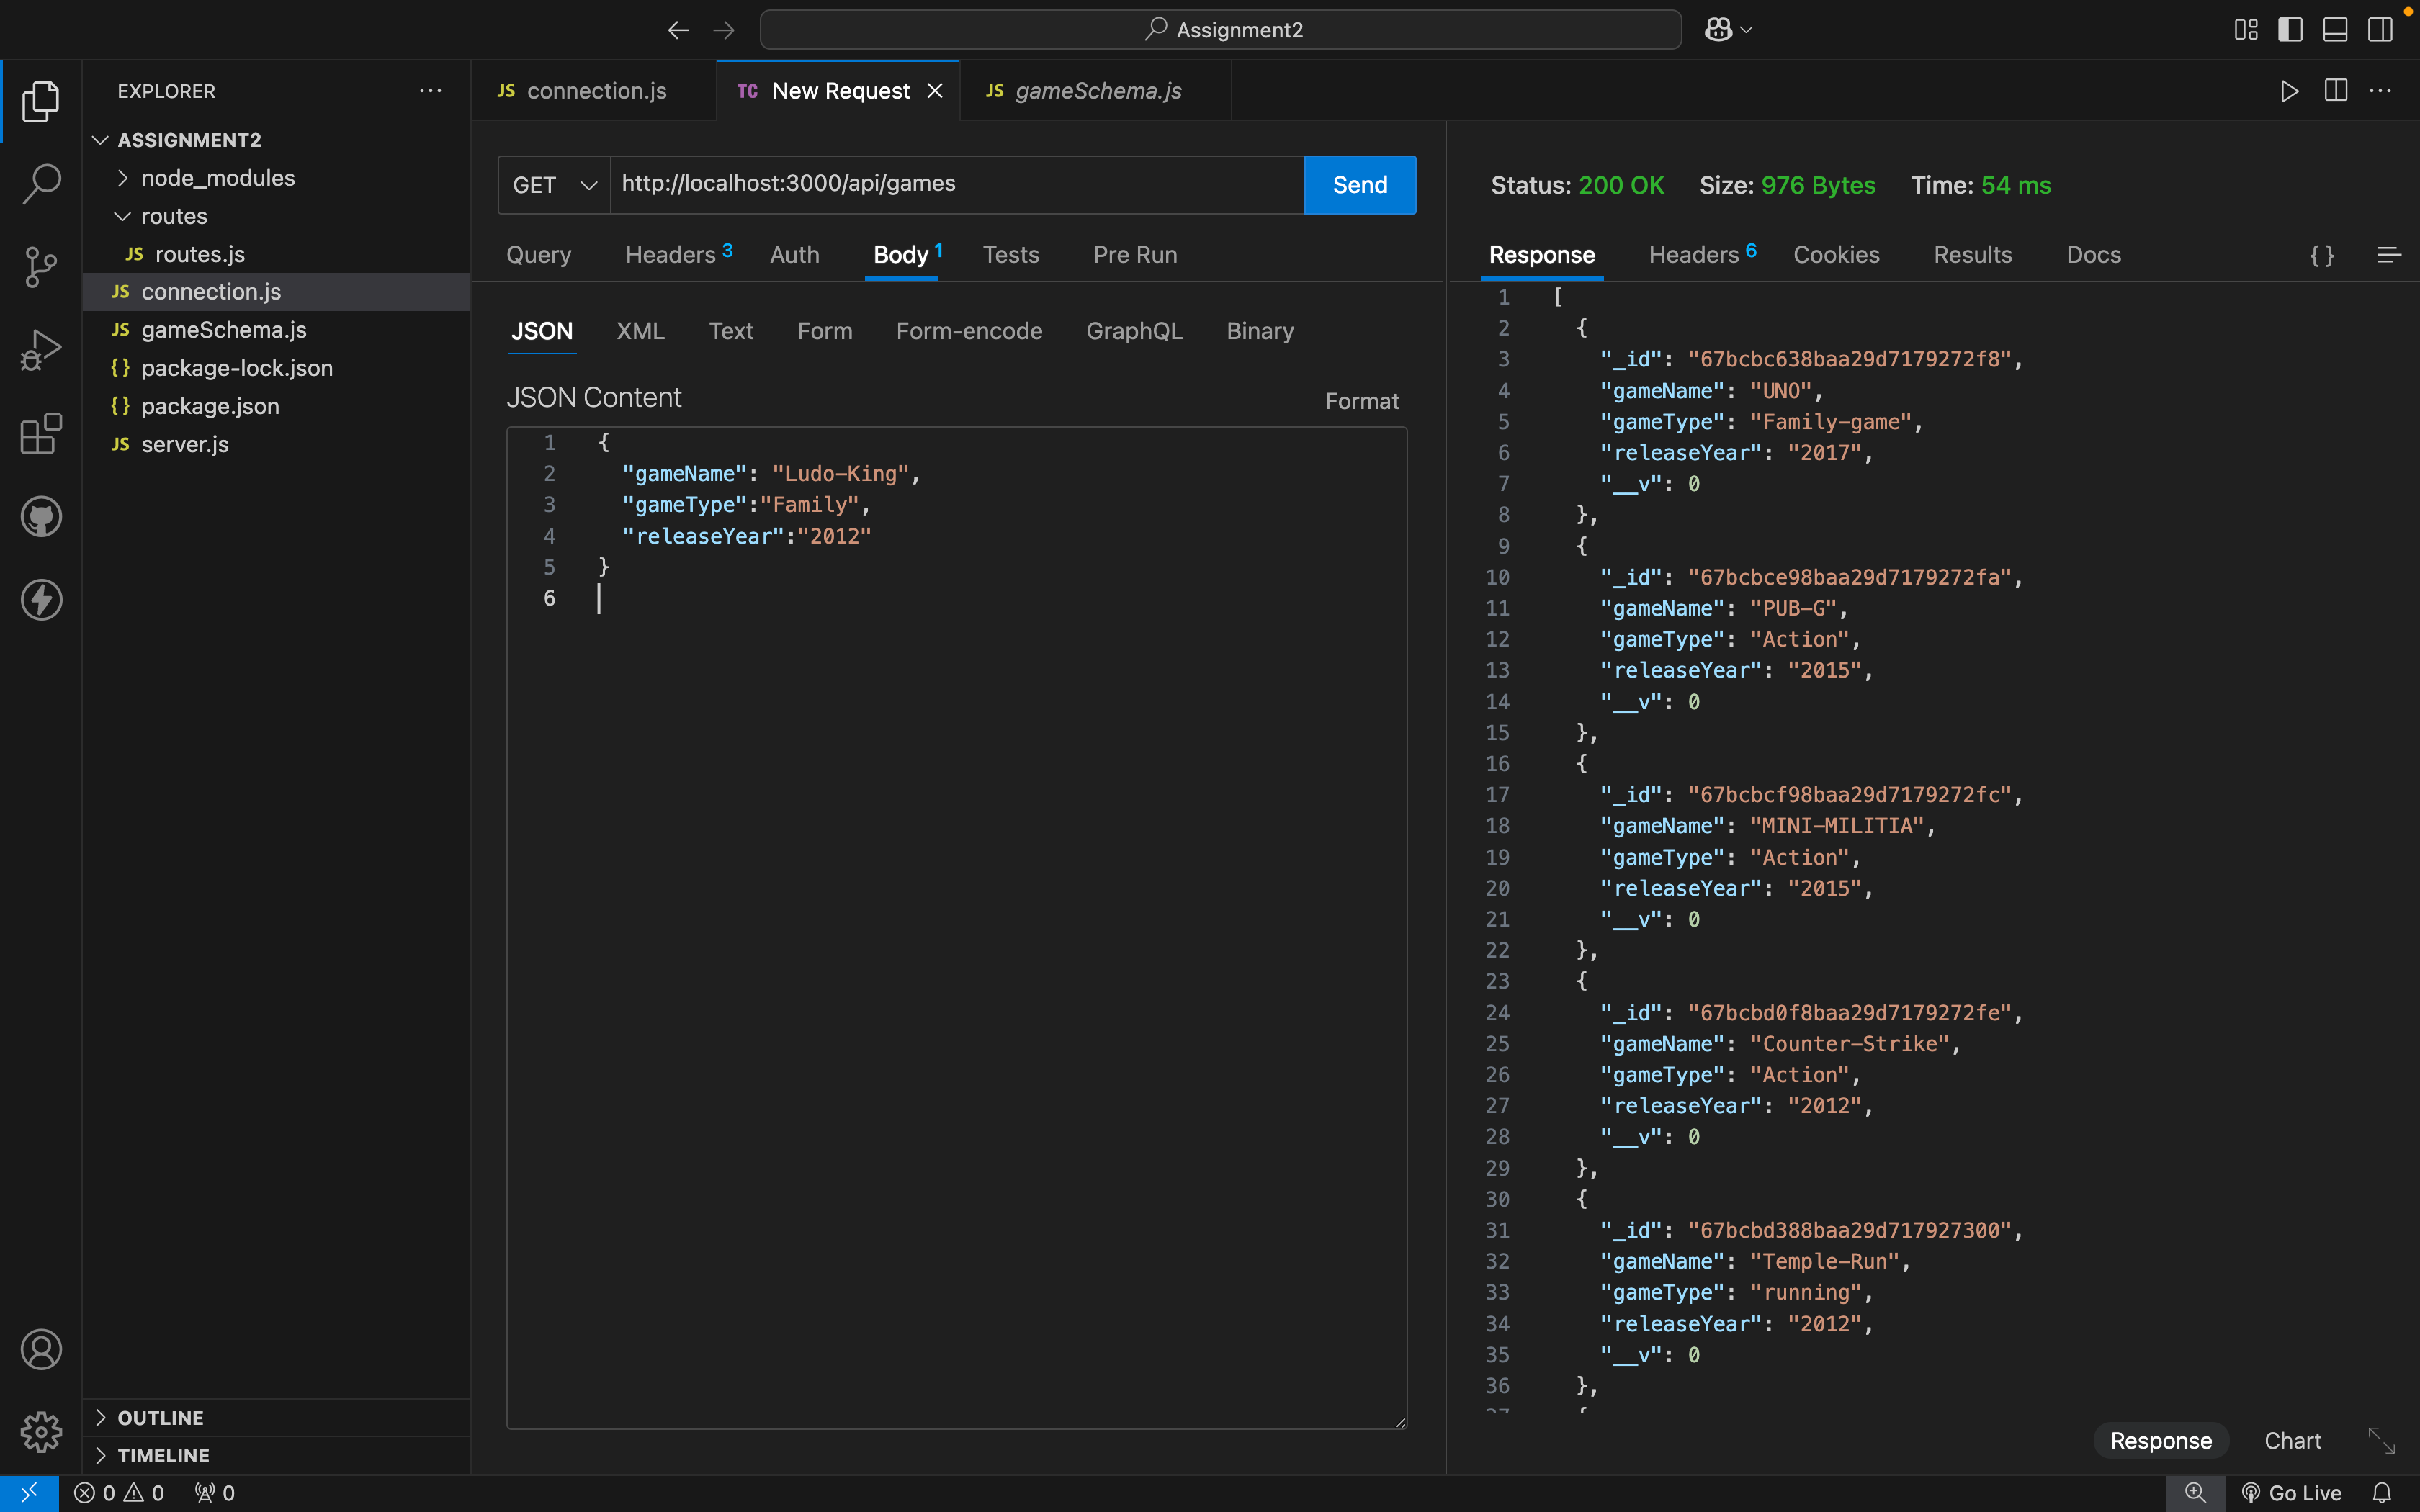 Assignment2
EXPLORER
ASSIGNMENT2
node_modules
routes
JS routes.js
JS connection.js
JS gameSchema.js
{} package-lock.json
{} package.json
JS server.js
OUTLINE
TIMELINE
JS connection.js
TC New Request
JS gameSchema.js
GET
http://localhost:3000/api/games
Send
Query Headers 3 Auth Body 1 Tests Pre Run
JSON XML Text Form Form-encode GraphQL Binary
JSON Content
Format
1 {
2 "gameName": "Ludo-King",
3 "gameType":"Family",
4 "releaseYear":"2012"
5 }
6
Status: 200 OK Size: 976 Bytes Time: 54 ms
Response Headers 6 Cookies Results Docs {}
1 [
2 {
3 "_id": "67bcbc638baa29d7179272f8",
4 "gameName": "UNO",
5 "gameType": "Family-game",
6 "releaseYear": "2017",
7 "__v": 0
8 },
9 {
10 "_id": "67bcbce98baa29d7179272fa",
11 "gameName": "PUB-G",
12 "gameType": "Action",
13 "releaseYear": "2015",
14 "__v": 0
15 },
16 {
17 "_id": "67bcbcf98baa29d7179272fc",
18 "gameName": "MINI-MILITIA",
19 "gameType": "Action",
20 "releaseYear": "2015",
21 "__v": 0
22 },
23 {
24 "_id": "67bcbd0f8baa29d7179272fe",
25 "gameName": "Counter-Strike",
26 "gameType": "Action",
27 "releaseYear": "2012",
28 "__v": 0
29 },
30 {
31 "_id": "67bcbd388baa29d717927300",
32 "gameName": "Temple-Run",
33 "gameType": "running",
34 "releaseYear": "2012",
35 "__v": 0
36 },
Response Chart
0 0 0
Go Live